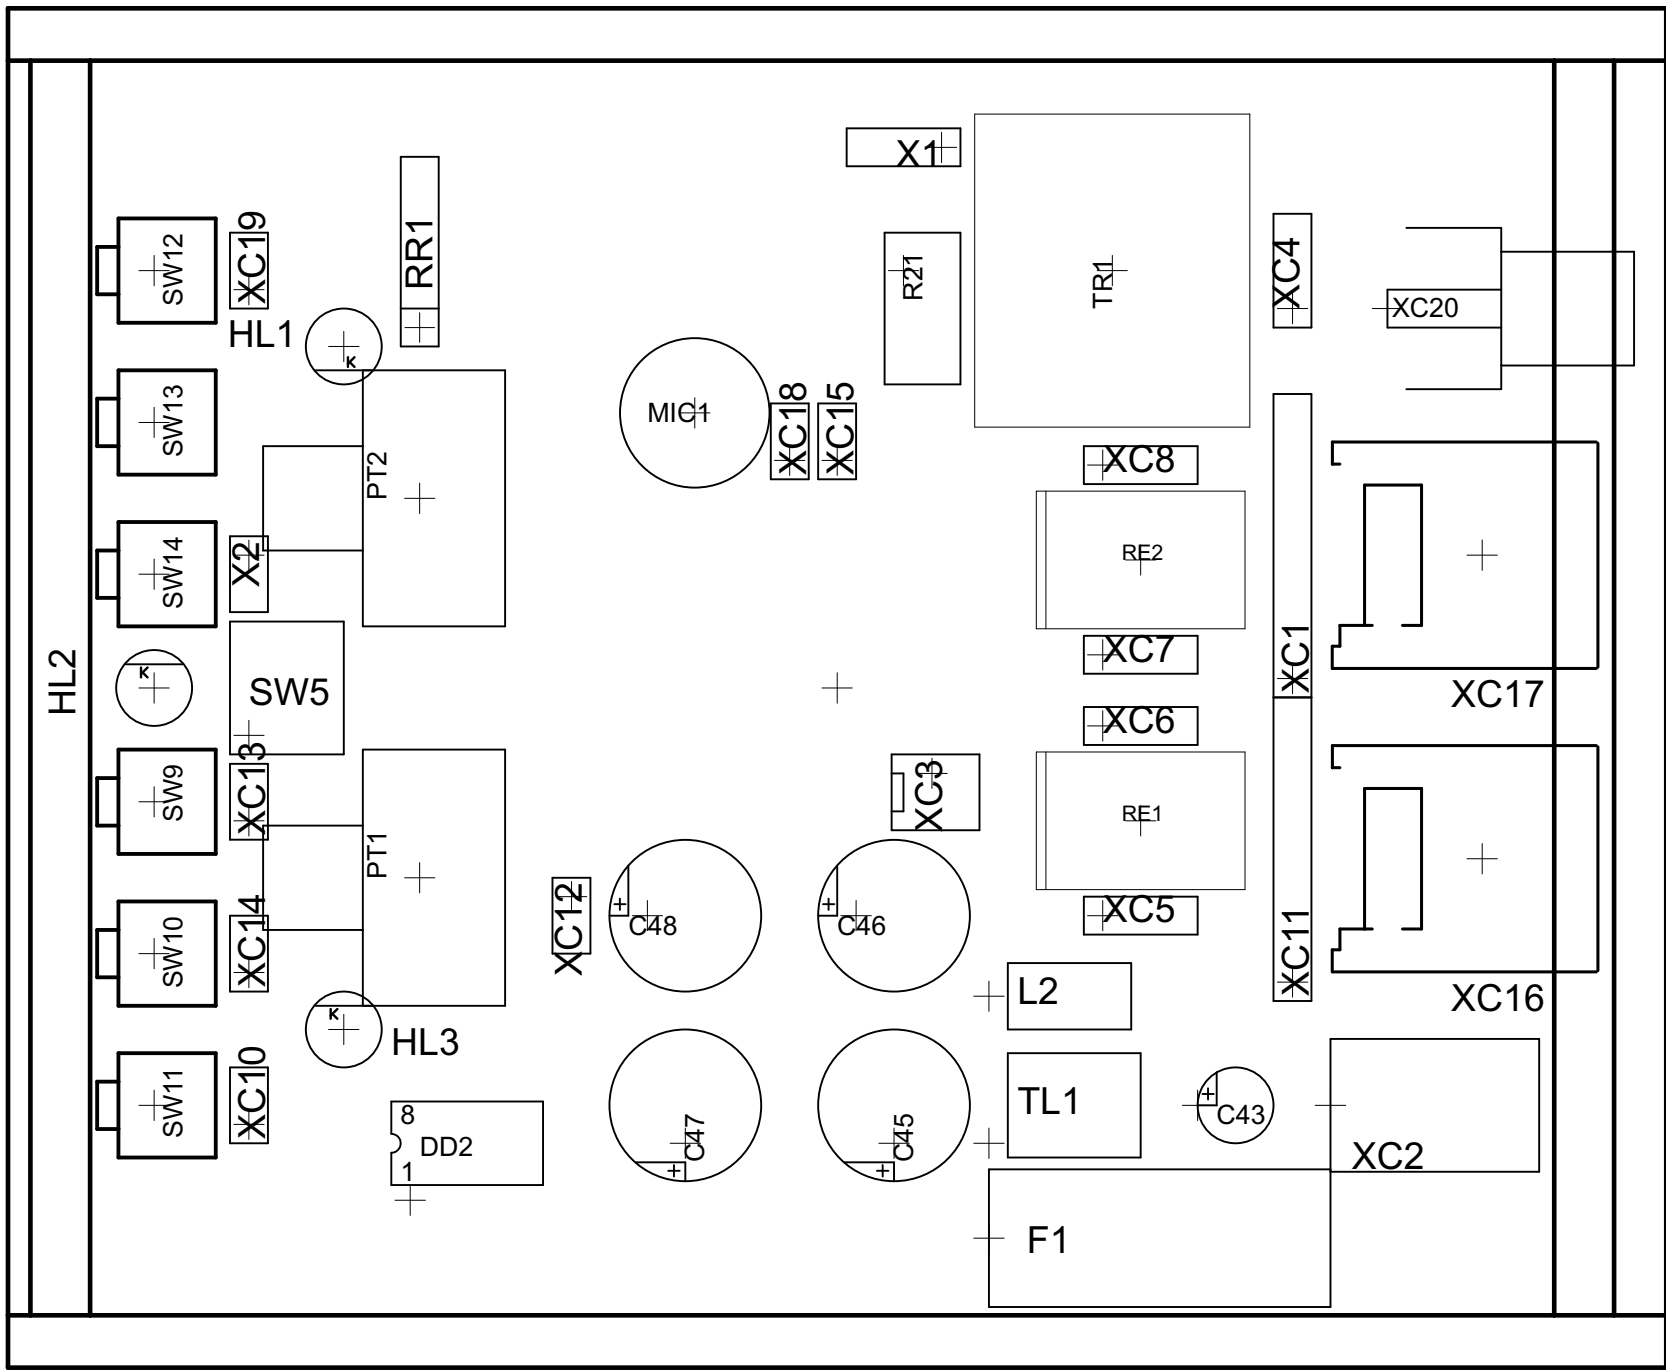 X1
SW12
XC19
RR1
R21
TR1
XC4
XC20
HL1
K
SW13
MIC1
XC18
XC15
XC8
PT2
SW14
X2
RE2
XC7
XC1
HL2
K
SW5
XC17
XC6
SW9
XC13
XC3
RE1
PT1
XC12
+
C48
+
C46
XC5
SW10
XC14
XC11
L2
XC16
K
HL3
SW11
XC10
8
DD2
1
C47
+
C45
+
TL1
+
C43
XC2
F1